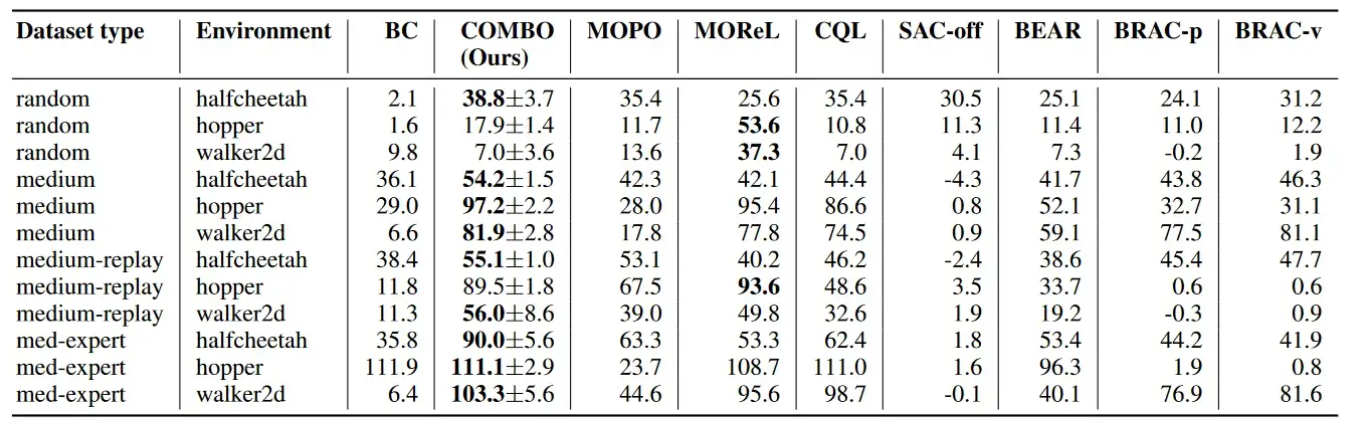 Dataset type Environment BC COMBO MOPO MOReL CQL SAC-off BEAR BRAC-p BRAC-v
(Ours)
random halfcheetah 2.1 38.8±3.7 35.4 25.6 35.4 30.5 25.1 24.1 31.2
random hopper 1.6 17.9±1.4 11.7 53.6 10.8 11.3 11.4 11.0 12.2
random walker2d 9.8 7.0±3.6 13.6 37.3 7.0 4.1 7.3 -0.2 1.9
medium halfcheetah 36.1 54.2±1.5 42.3 42.1 44.4 -4.3 41.7 43.8 46.3
medium hopper 29.0 97.2±2.2 28.0 95.4 86.6 0.8 52.1 32.7 31.1
medium walker2d 6.6 81.9±2.8 17.8 77.8 74.5 0.9 59.1 77.5 81.1
medium-replay halfcheetah 38.4 55.1±1.0 53.1 40.2 46.2 -2.4 38.6 45.4 47.7
medium-replay hopper 11.8 89.5±1.8 67.5 93.6 48.6 3.5 33.7 0.6 0.6
medium-replay walker2d 11.3 56.0±8.6 39.0 49.8 32.6 1.9 19.2 -0.3 0.9
med-expert halfcheetah 35.8 90.0±5.6 63.3 53.3 62.4 1.8 53.4 44.2 41.9
med-expert hopper 111.9 111.1±2.9 23.7 108.7 111.0 1.6 96.3 1.9 0.8
med-expert walker2d 6.4 103.3±5.6 44.6 95.6 98.7 -0.1 40.1 76.9 81.6